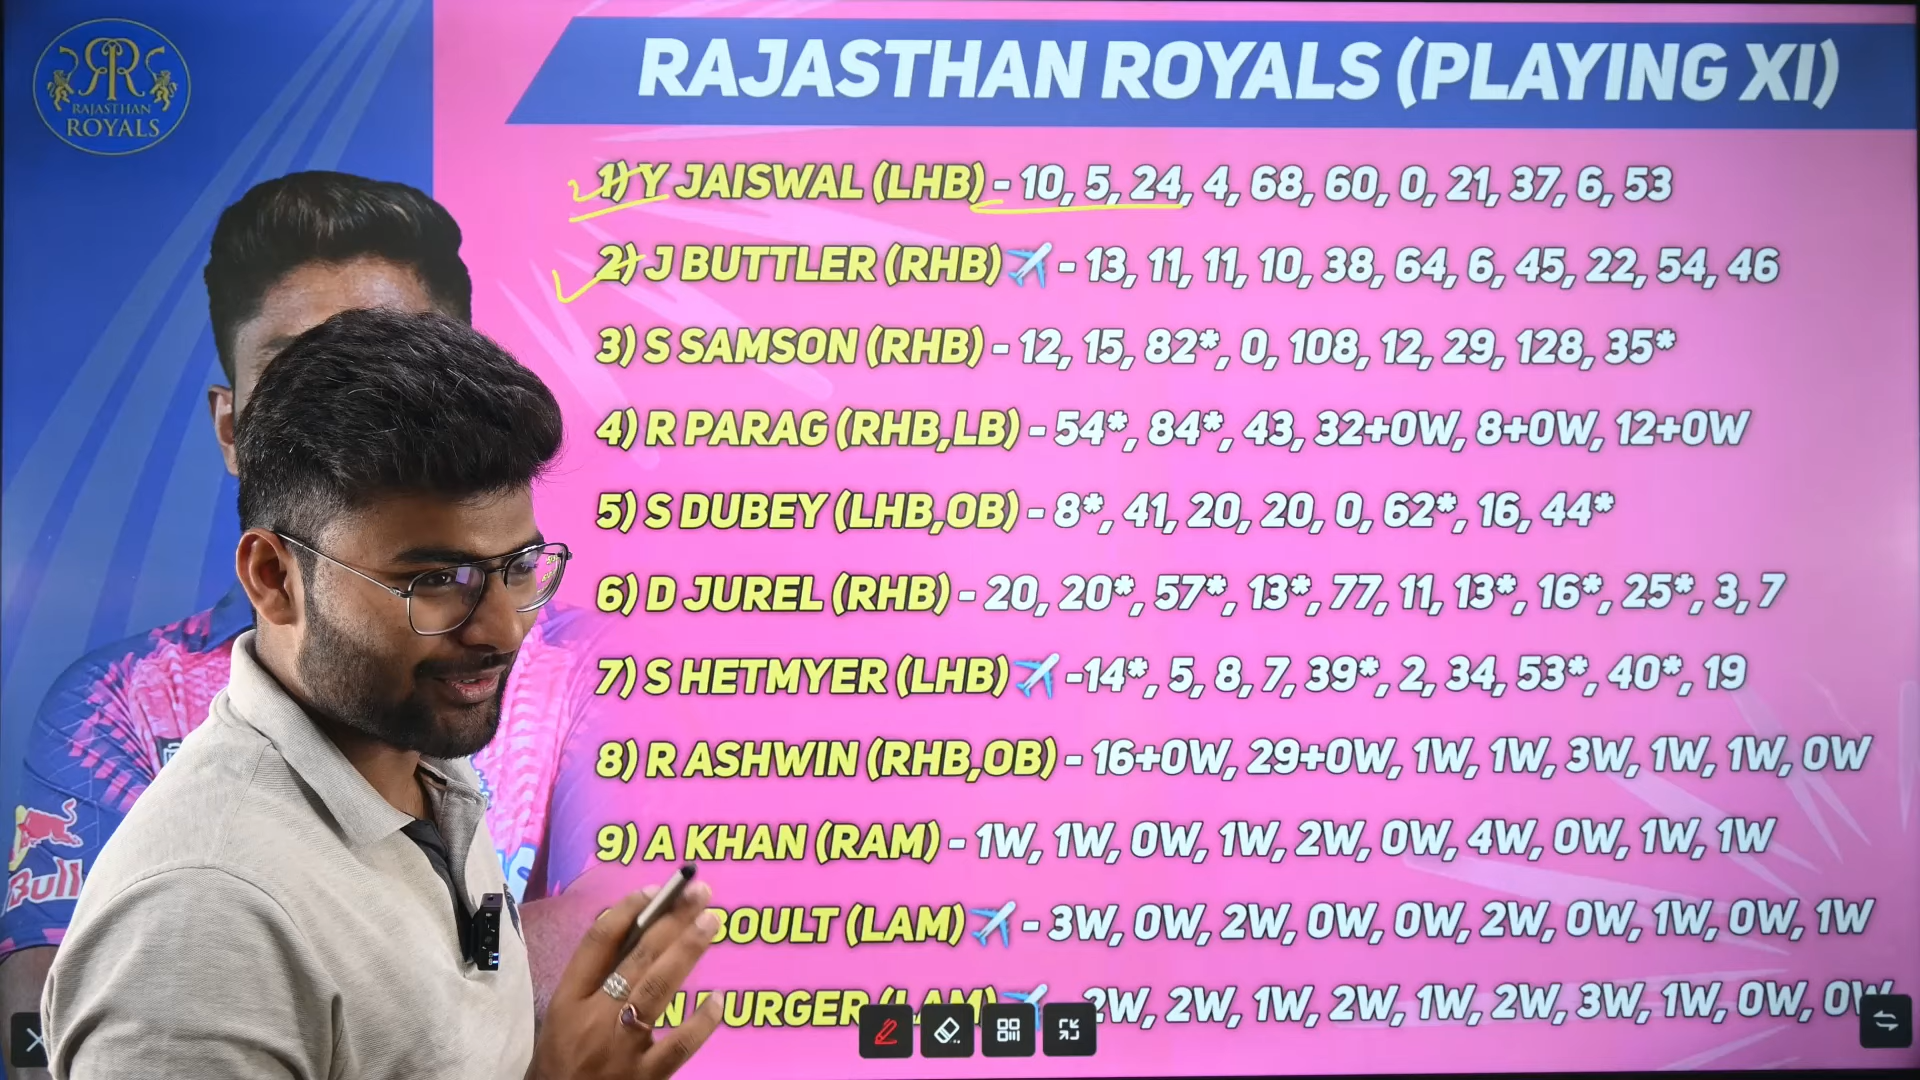 RAJASTHAN
ROYALS
RAJASTHAN ROYALS (PLAYING XI)
1) Y JAISWAL (LHB) - 10, 5, 24, 4, 68, 60, 0, 21, 37, 6, 53
2) J BUTTLER (RHB) - 13, 11, 11, 10, 38, 64, 6, 45, 22, 54, 46
3) S SAMSON (RHB) - 12, 15, 82*, 0, 108, 12, 29, 128, 35*
4) R PARAG (RHB,LB) - 54*, 84*, 43, 32+0W, 8+0W, 12+0W
5) S DUBEY (LHB,OB) - 8*, 41, 20, 20, 0, 62*, 16, 44*
6) D JUREL (RHB) - 20, 20*, 57*, 13*, 77, 11, 13*, 16*, 25*, 3, 7
7) S HETMYER (LHB) -14*, 5, 8, 7, 39*, 2, 34, 53*, 40*, 19
8) R ASHWIN (RHB,OB) - 16+0W, 29+0W, 1W, 1W, 3W, 1W, 1W, 0W
9) A KHAN (RAM) - 1W, 1W, 0W, 1W, 2W, 0W, 4W, 0W, 1W, 1W
BOULT (LAM) - 3W, 0W, 2W, 0W, 0W, 2W, 0W, 1W, 0W, 1W
N BURGER (LAM) 2W, 2W, 1W, 2W, 1W, 2W, 3W, 1W, 0W, 0W
Bull